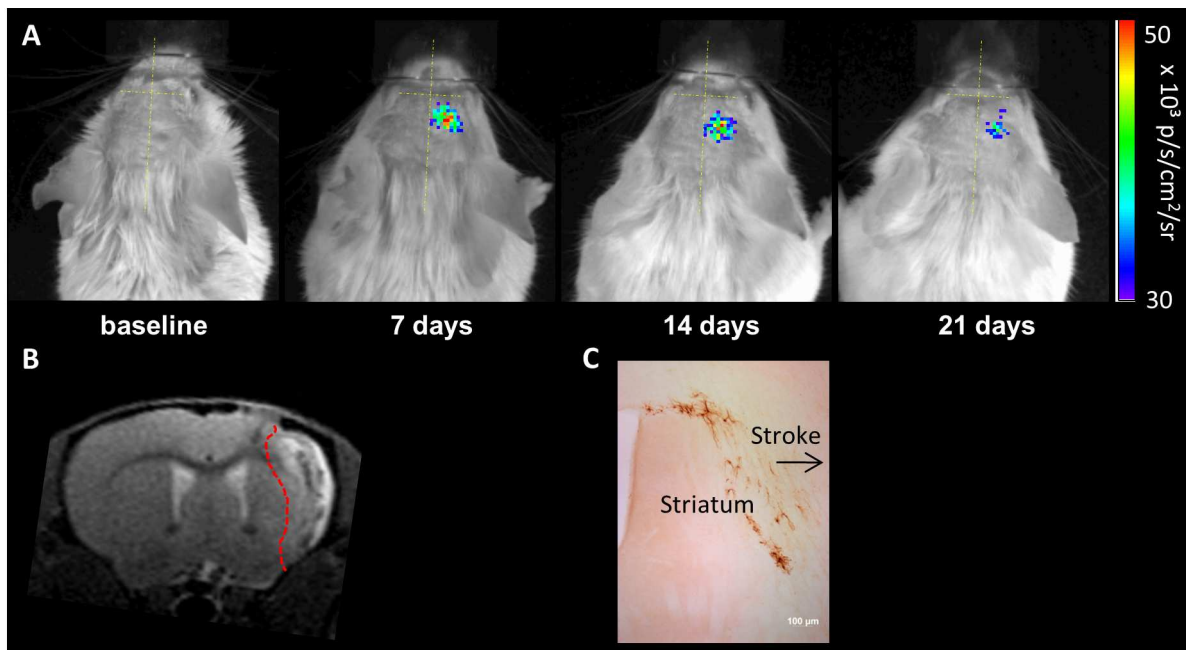 A
50
x 10³ p/s/cm²/sr
30
baseline
7 days
14 days
21 days
B
C
Stroke
Striatum
100 µm